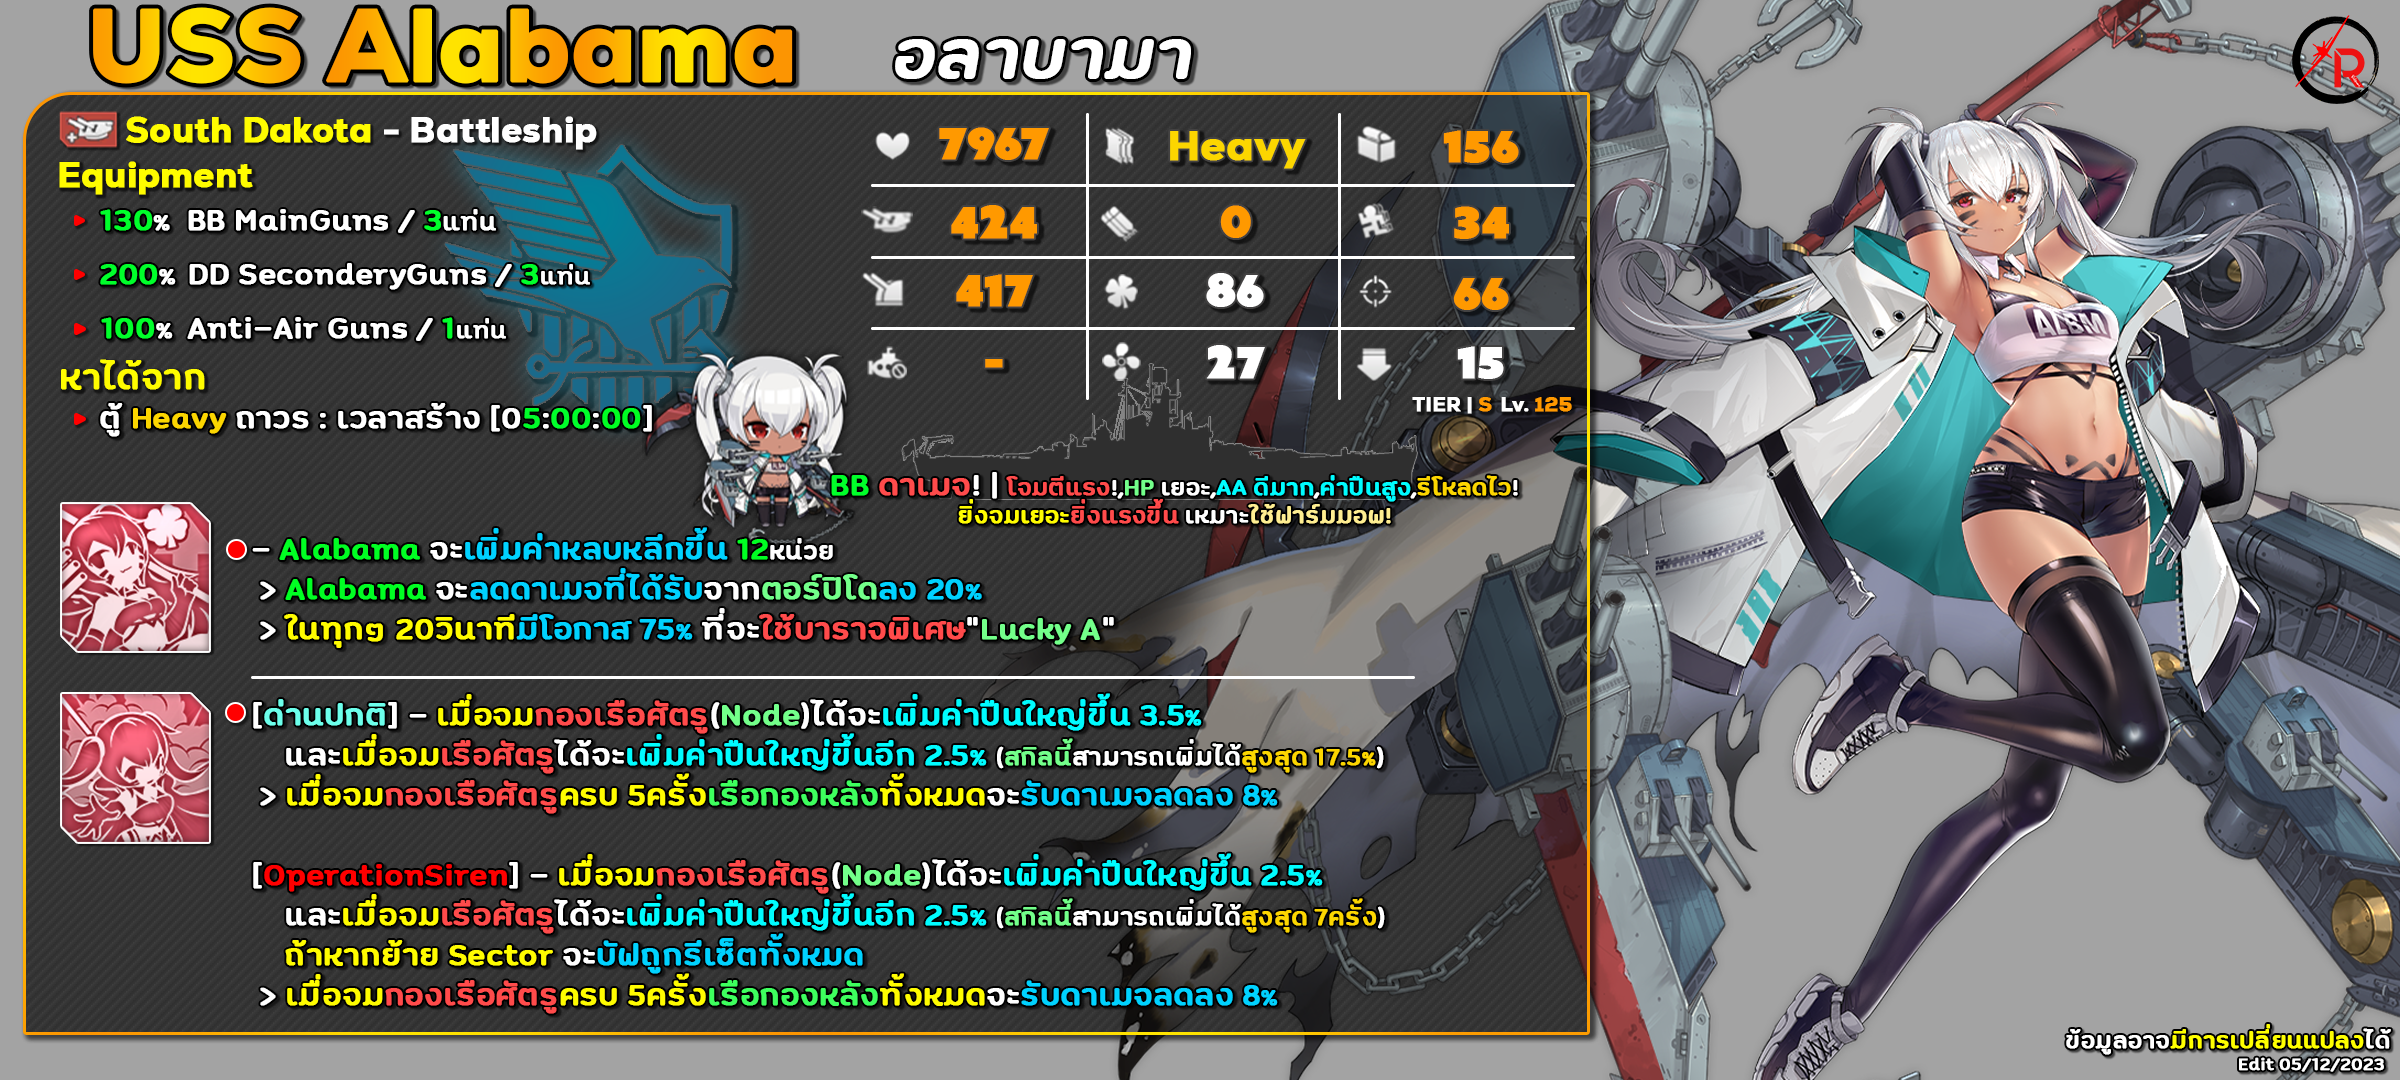 USS Alabama
อลาบามา
R
South Dakota - Battleship
Equipment
130% BB MainGuns / 3แท่น
200% DD SeconderyGuns / 3แท่น
100% Anti-Air Guns / 1แท่น
หาได้จาก
ตู้ Heavy ถาวร : เวลาสร้าง [05:00:00]
7967 Heavy 156
424 0 34
417 86 66
- 27 15
TIER | S Lv. 125
ALBM
BB ดาเมจ! | โจมตีแรง!,HP เยอะ,AA ดีมาก,ค่าปืนสูง,รีโหลดไว!
ยิ่งจมเยอะยิ่งแรงขึ้น เหมาะใช้ฟาร์มมอพ!
- Alabama จะเพิ่มค่าหลบหลีกขึ้น 12หน่วย
> Alabama จะลดดาเมจที่ได้รับจากตอร์ปิโดลง 20%
> ในทุกๆ 20วินาทีมีโอกาส 75% ที่จะใช้บาราจพิเศษ"Lucky A"
[ด่านปกติ] - เมื่อจมกองเรือศัตรู(Node)ได้จะเพิ่มค่าปืนใหญ่ขึ้น 3.5%
และเมื่อจมเรือศัตรูได้จะเพิ่มค่าปืนใหญ่ขึ้นอีก 2.5% (สกิลนี้สามารถเพิ่มได้สูงสุด 17.5%)
> เมื่อจมกองเรือศัตรูครบ 5ครั้งเรือกองหลังทั้งหมดจะรับดาเมจลดลง 8%
[OperationSiren] - เมื่อจมกองเรือศัตรู(Node)ได้จะเพิ่มค่าปืนใหญ่ขึ้น 2.5%
และเมื่อจมเรือศัตรูได้จะเพิ่มค่าปืนใหญ่ขึ้นอีก 2.5% (สกิลนี้สามารถเพิ่มได้สูงสุด 7ครั้ง)
ถ้าหากย้าย Sector จะบัฟถูกรีเซ็ตทั้งหมด
> เมื่อจมกองเรือศัตรูครบ 5ครั้งเรือกองหลังทั้งหมดจะรับดาเมจลดลง 8%
ข้อมูลอาจมีการเปลี่ยนแปลงได้
Edit 05/12/2023